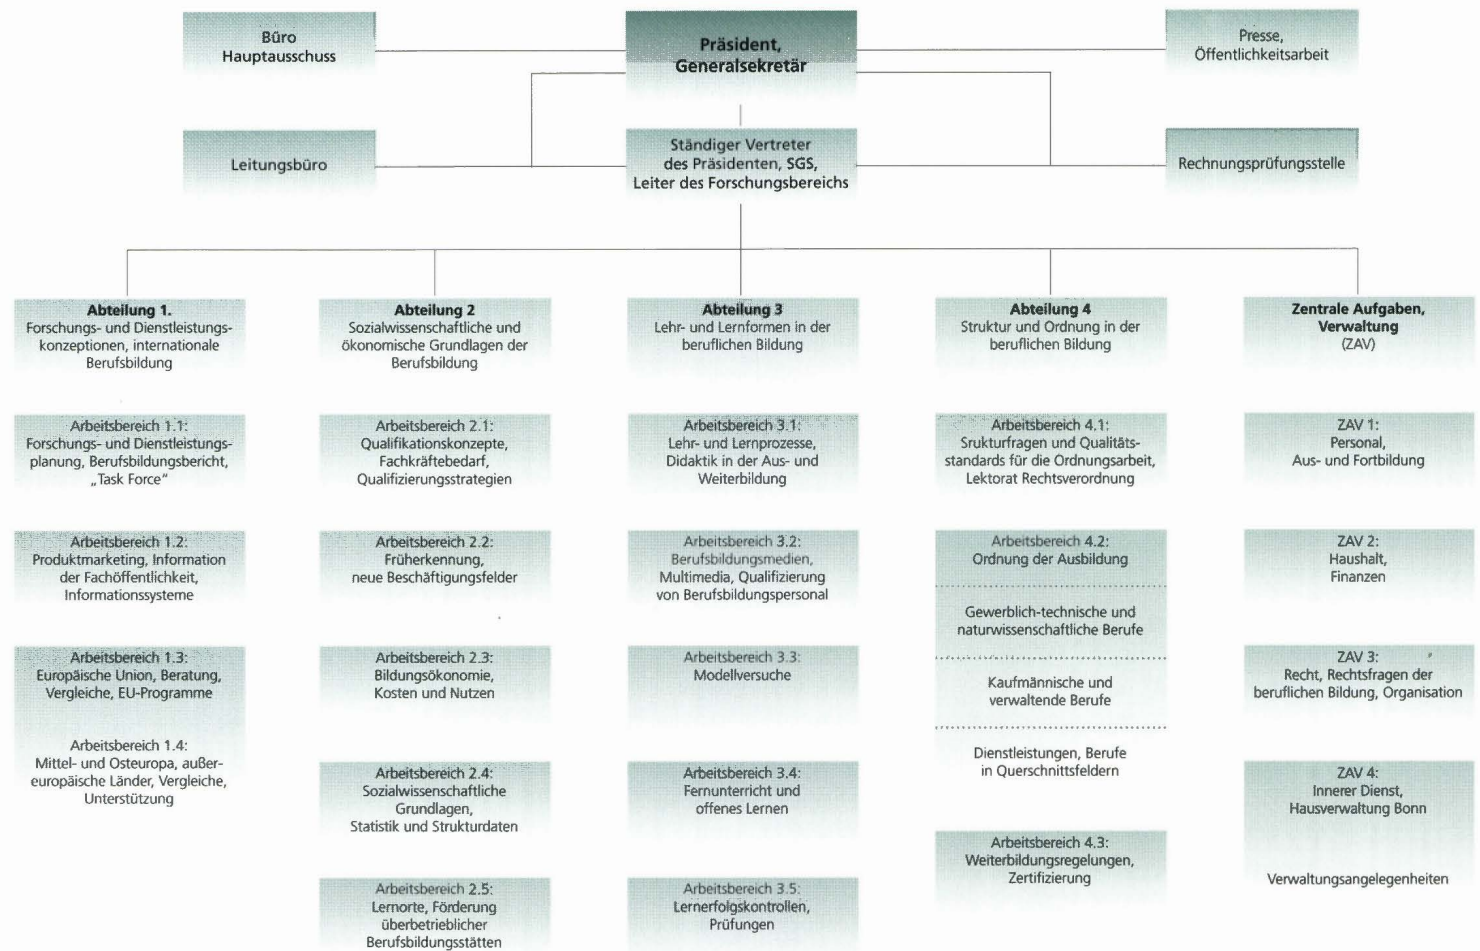 Büro
Hauptausschuss
Präsident,
Generalsekretär
Presse,
Öffentlichkeitsarbeit
Leitungsbüro
Ständiger Vertreter
des Präsidenten, SGS,
Leiter des Forschungsbereichs
Rechnungsprüfungsstelle
Abteilung 1.
Forschungs- und Dienstleistungs-
konzeptionen, internationale
Berufsbildung
Arbeitsbereich 1.1:
Forschungs- und Dienstleistungs-
planung, Berufsbildungsbericht,
„Task Force“
Arbeitsbereich 1.2:
Produktmarketing, Information
der Fachöffentlichkeit,
Informationssysteme
Arbeitsbereich 1.3:
Europäische Union, Beratung,
Vergleiche, EU-Programme
Arbeitsbereich 1.4:
Mittel- und Osteuropa, außer-
europäische Länder, Vergleiche,
Unterstützung
Abteilung 2
Sozialwissenschaftliche und
ökonomische Grundlagen der
Berufsbildung
Arbeitsbereich 2.1:
Qualifikationskonzepte,
Fachkräftebedarf,
Qualifizierungsstrategien
Arbeitsbereich 2.2:
Früherkennung,
neue Beschäftigungsfelder
Arbeitsbereich 2.3:
Bildungsökonomie,
Kosten und Nutzen
Arbeitsbereich 2.4:
Sozialwissenschaftliche
Grundlagen,
Statistik und Strukturdaten
Arbeitsbereich 2.5:
Lernorte, Förderung
überbetrieblicher
Berufsbildungsstätten
Abteilung 3
Lehr- und Lernformen in der
beruflichen Bildung
Arbeitsbereich 3.1:
Lehr- und Lernprozesse,
Didaktik in der Aus- und
Weiterbildung
Arbeitsbereich 3.2:
Berufsbildungsmedien,
Multimedia, Qualifizierung
von Berufsbildungspersonal
Arbeitsbereich 3.3:
Modellversuche
Arbeitsbereich 3.4:
Fernunterricht und
offenes Lernen
Arbeitsbereich 3.5:
Lernerfolgskontrollen,
Prüfungen
Abteilung 4
Struktur und Ordnung in der
beruflichen Bildung
Arbeitsbereich 4.1:
Srukturfragen und Qualitäts-
standards für die Ordnungsarbeit,
Lektorat Rechtsverordnung
Arbeitsbereich 4.2:
Ordnung der Ausbildung
Gewerblich-technische und
naturwissenschaftliche Berufe
Kaufmännische und
verwaltende Berufe
Dienstleistungen, Berufe
in Querschnittsfeldern
Arbeitsbereich 4.3:
Weiterbildungsregelungen,
Zertifizierung
Zentrale Aufgaben,
Verwaltung
(ZAV)
ZAV 1:
Personal,
Aus- und Fortbildung
ZAV 2:
Haushalt,
Finanzen
ZAV 3:
Recht, Rechtsfragen der
beruflichen Bildung, Organisation
ZAV 4:
Innerer Dienst,
Hausverwaltung Bonn
Verwaltungsangelegenheiten